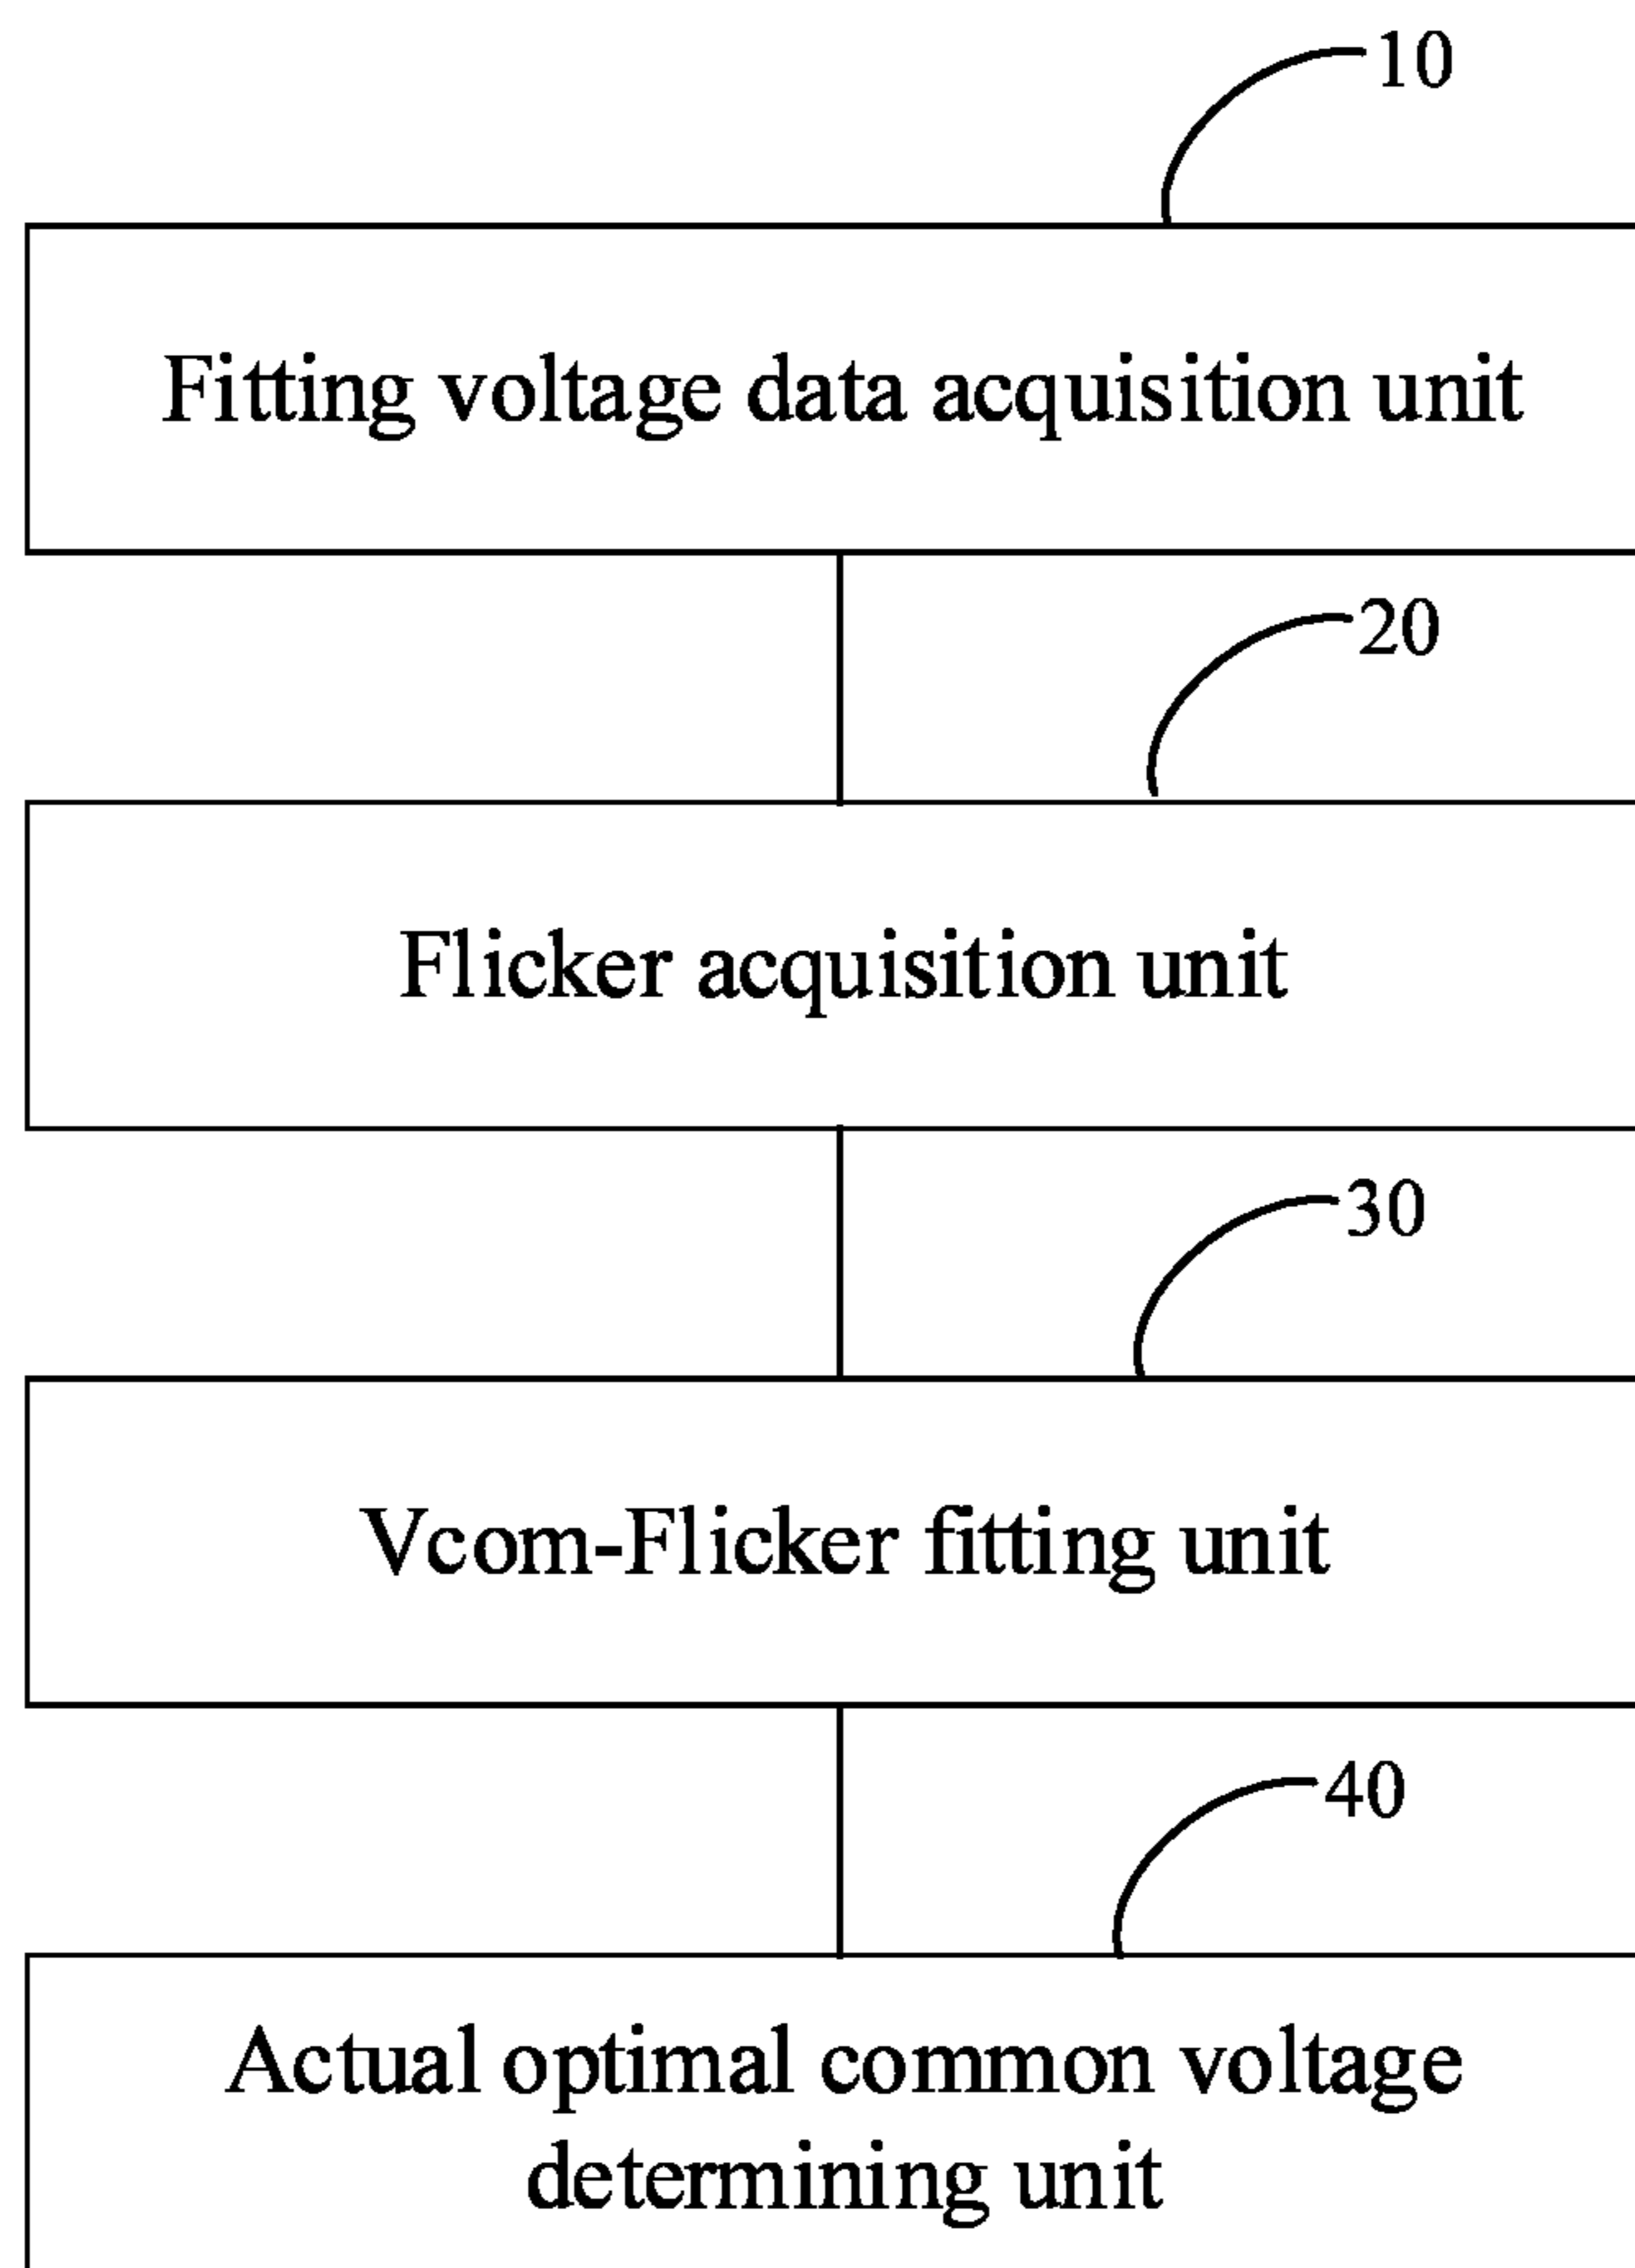 10
Fitting voltage data acquisition unit
20
Flicker acquisition unit
30
Vcom-Flicker fitting unit
40
Actual optimal common voltage
determining unit